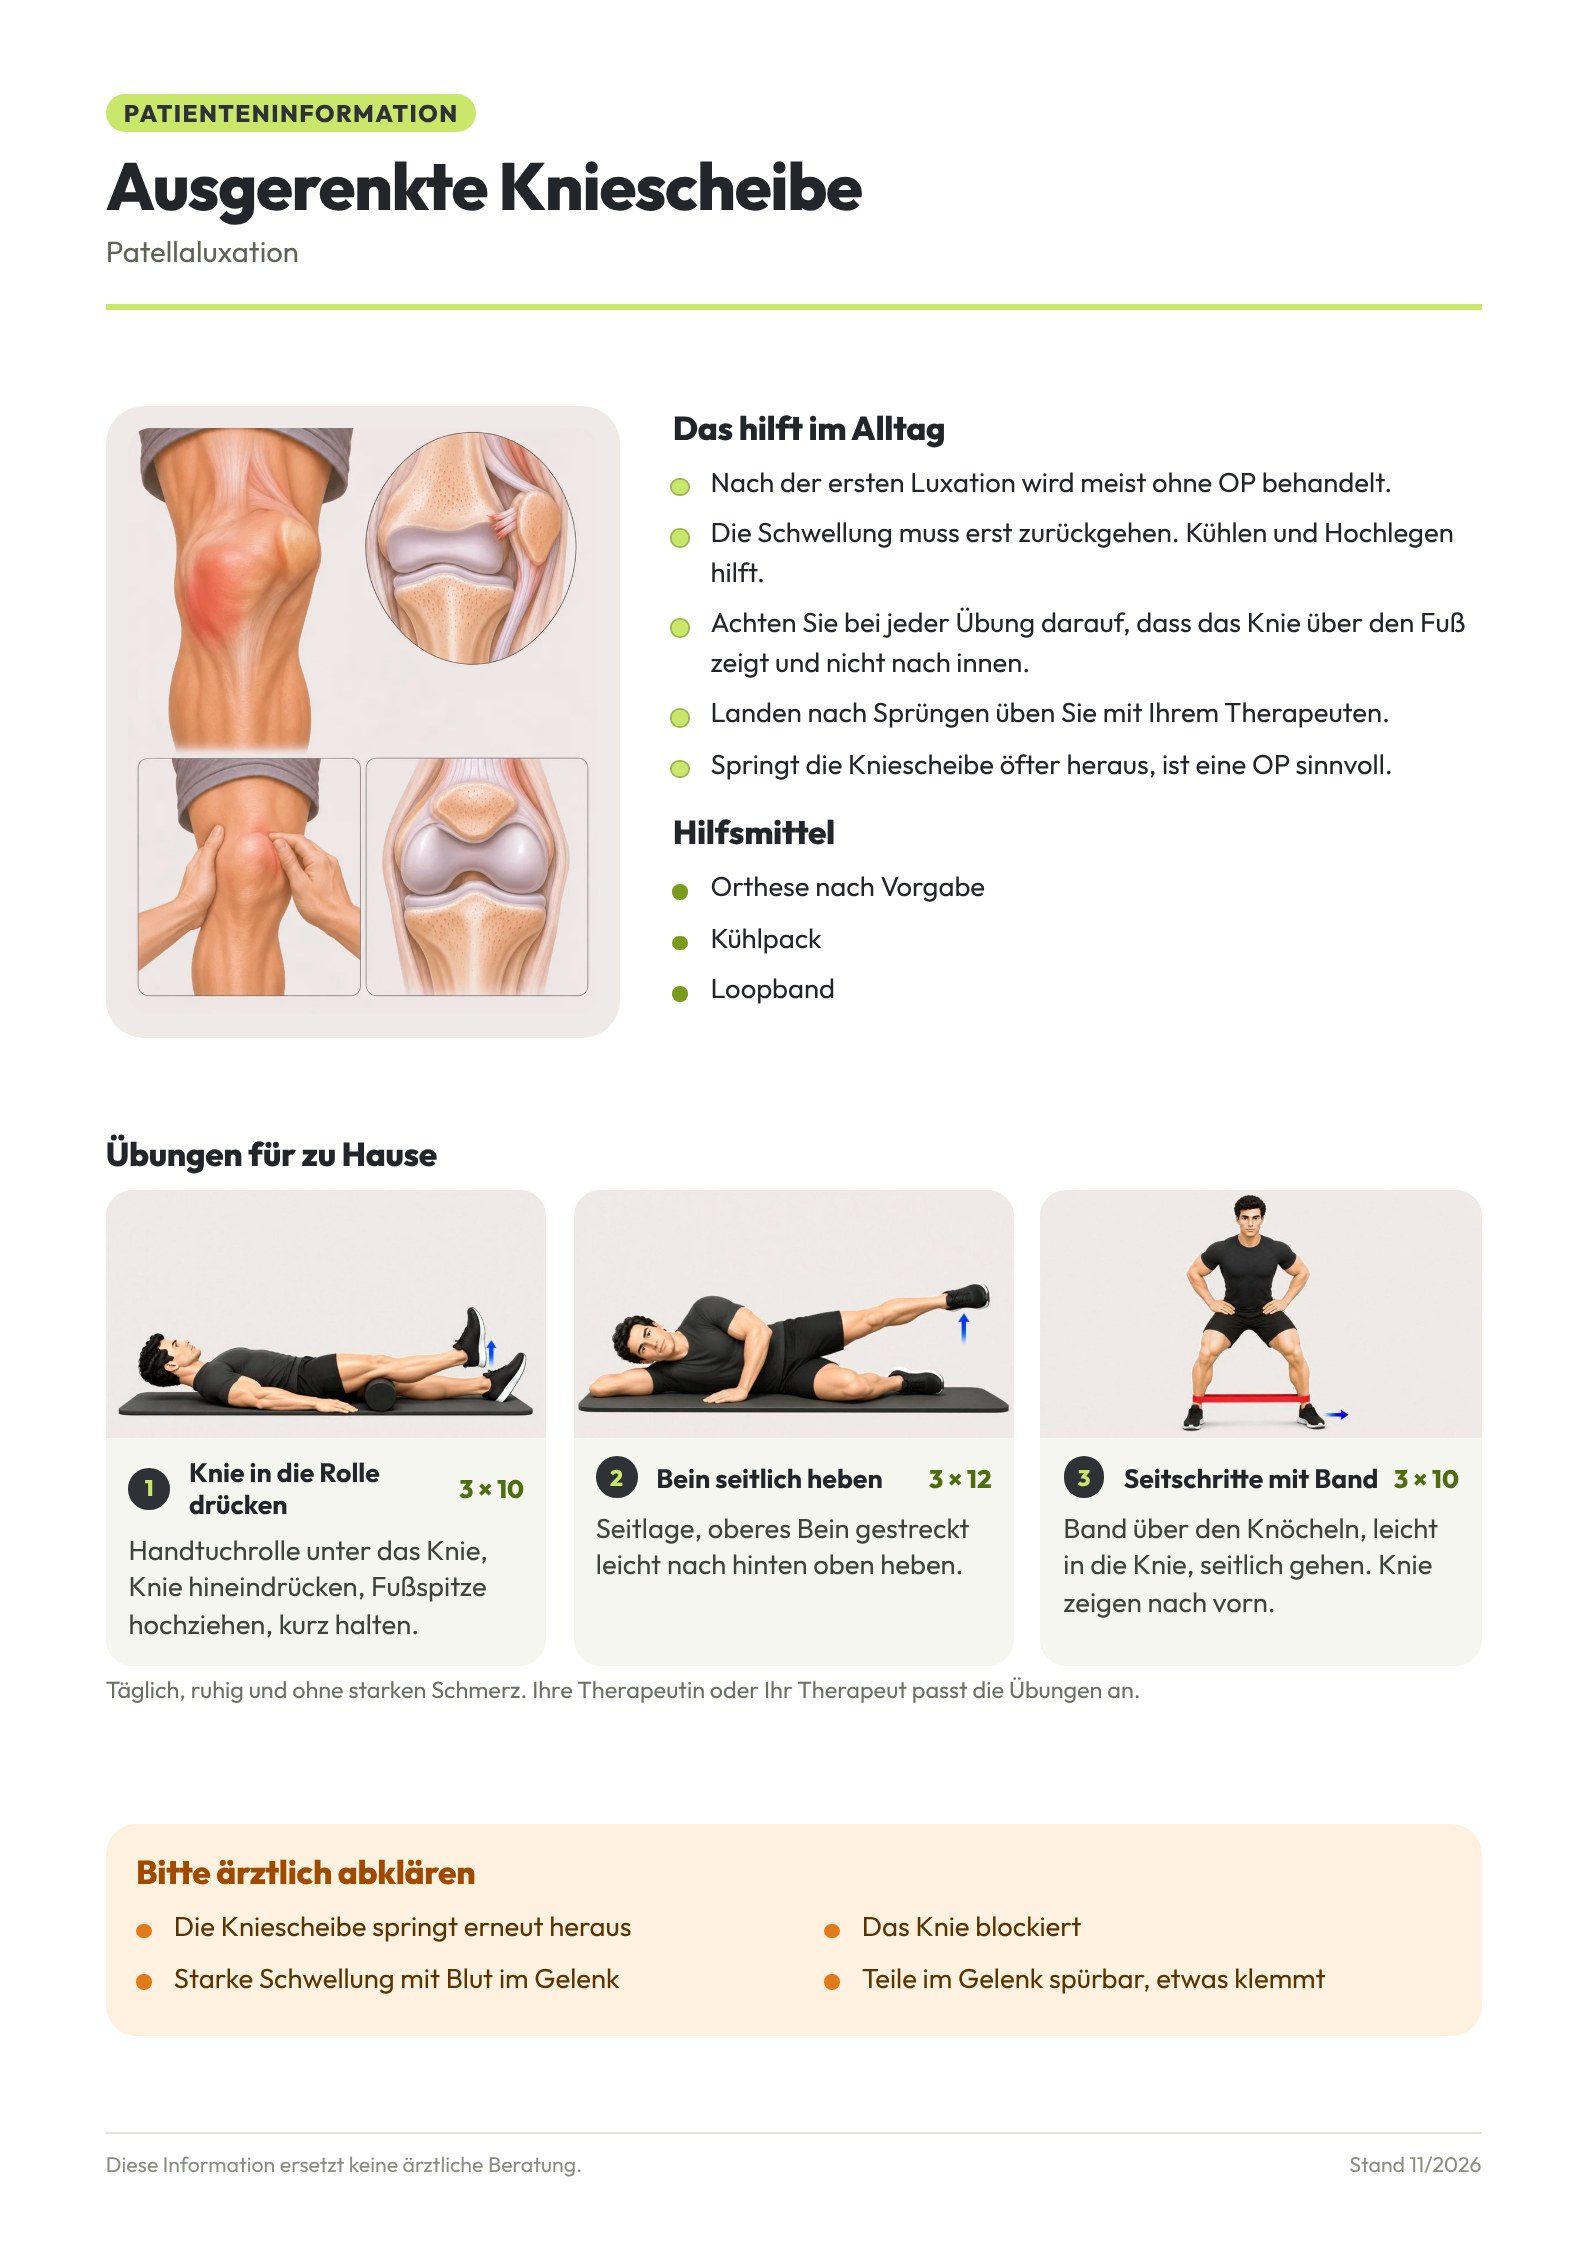 PATIENTENINFORMATION
Ausgerenkte Kniescheibe
Patellaluxation
Das hilft im Alltag
Nach der ersten Luxation wird meist ohne OP behandelt.
Die Schwellung muss erst zurückgehen. Kühlen und Hochlegen
hilft.
Achten Sie bei jeder Übung darauf, dass das Knie über den Fuß
zeigt und nicht nach innen.
Landen nach Sprüngen üben Sie mit Ihrem Therapeuten.
Springt die Kniescheibe öfter heraus, ist eine OP sinnvoll.
Hilfsmittel
Orthese nach Vorgabe
Kühlpack
Loopband
Übungen für zu Hause
1 Knie in die Rolle
drücken 3 × 10
Handtuchrolle unter das Knie,
Knie hineindrücken, Fußspitze
hochziehen, kurz halten.
2 Bein seitlich heben 3 × 12
Seitlage, oberes Bein gestreckt
leicht nach hinten oben heben.
3 Seitschritte mit Band 3 × 10
Band über den Knöcheln, leicht
in die Knie, seitlich gehen. Knie
zeigen nach vorn.
Täglich, ruhig und ohne starken Schmerz. Ihre Therapeutin oder Ihr Therapeut passt die Übungen an.
Bitte ärztlich abklären
Die Kniescheibe springt erneut heraus
Starke Schwellung mit Blut im Gelenk
Das Knie blockiert
Teile im Gelenk spürbar, etwas klemmt
Diese Information ersetzt keine ärztliche Beratung.
Stand 11/2026